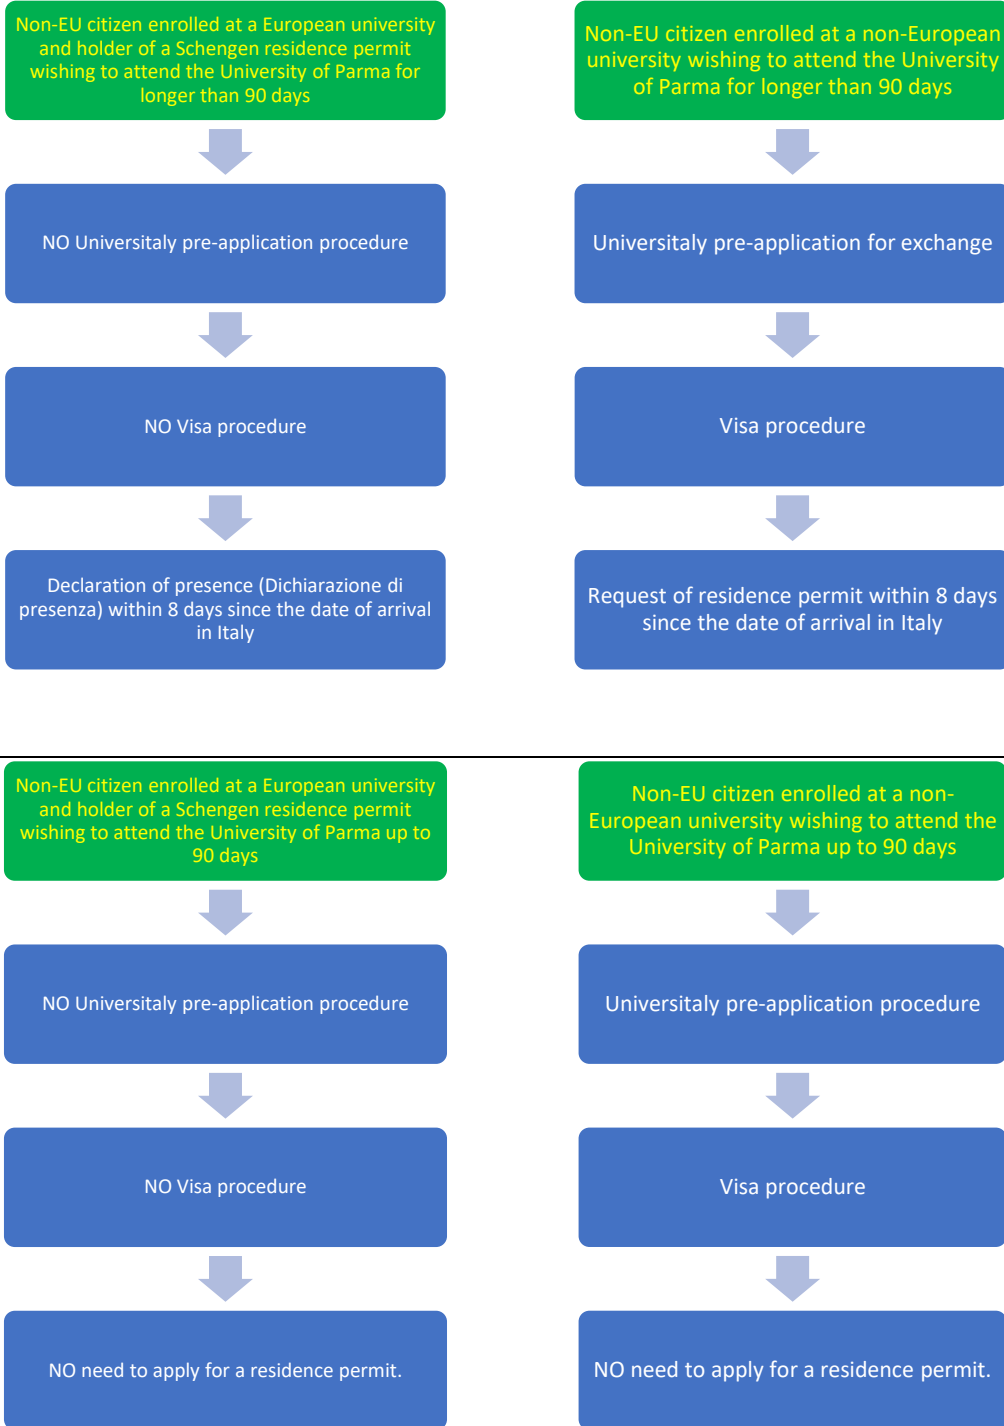 Non-EU citizen enrolled at a European university
and holder of a Schengen residence permit
wishing to attend the University of Parma for
longer than 90 days
NO Universitaly pre-application procedure
NO Visa procedure
Declaration of presence (Dichiarazione di
presenza) within 8 days since the date of arrival
in Italy
Non-EU citizen enrolled at a non-European
university wishing to attend the University
of Parma for longer than 90 days
Universitaly pre-application for exchange
Visa procedure
Request of residence permit within 8 days
since the date of arrival in Italy
Non-EU citizen enrolled at a European university
and holder of a Schengen residence permit
wishing to attend the University of Parma up to
90 days
NO Universitaly pre-application procedure
NO Visa procedure
NO need to apply for a residence permit.
Non-EU citizen enrolled at a non-
European university wishing to attend the
University of Parma up to 90 days
Universitaly pre-application procedure
Visa procedure
NO need to apply for a residence permit.